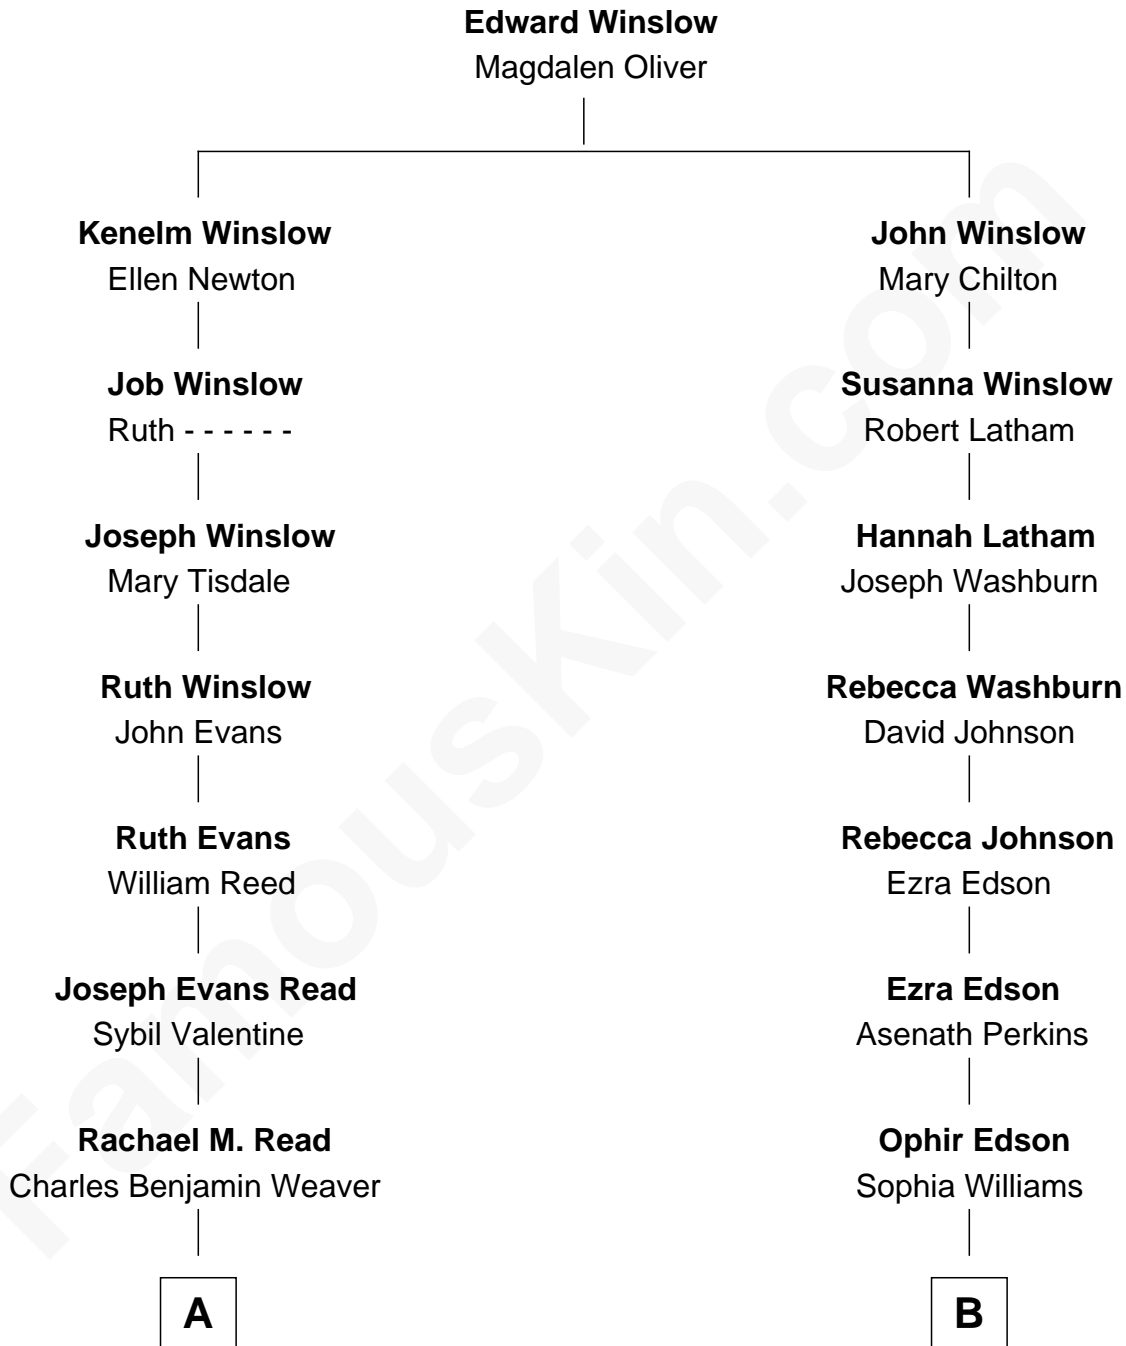 Edward Winslow
Magdalen Oliver
Kenelm Winslow
Ellen Newton
John Winslow
Mary Chilton
Job Winslow
Ruth - - - - - -
Susanna Winslow
Robert Latham
Joseph Winslow
Mary Tisdale
Hannah Latham
Joseph Washburn
Ruth Winslow
John Evans
Rebecca Washburn
David Johnson
Ruth Evans
William Reed
Rebecca Johnson
Ezra Edson
Joseph Evans Read
Sybil Valentine
Ezra Edson
Asenath Perkins
Rachael M. Read
Charles Benjamin Weaver
Ophir Edson
Sophia Williams
A
B
FamousKin.com